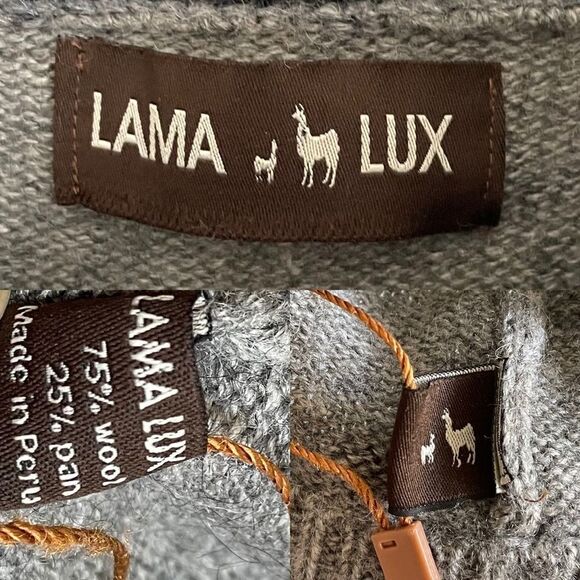 LAMA LUX
LAMA LUX
75% wool
25% pan
Made in Peru